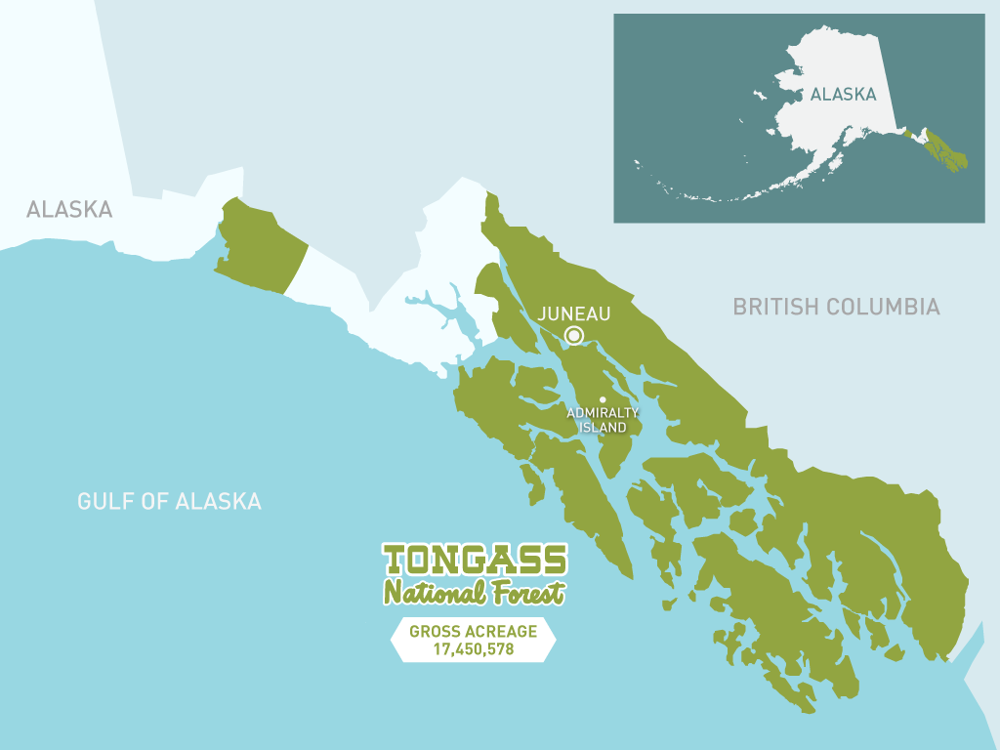 ALASKA
ALASKA
BRITISH COLUMBIA
JUNEAU
ADMIRALTY
ISLAND
GULF OF ALASKA
TONGASS
National Forest
GROSS ACREAGE
17,450,578